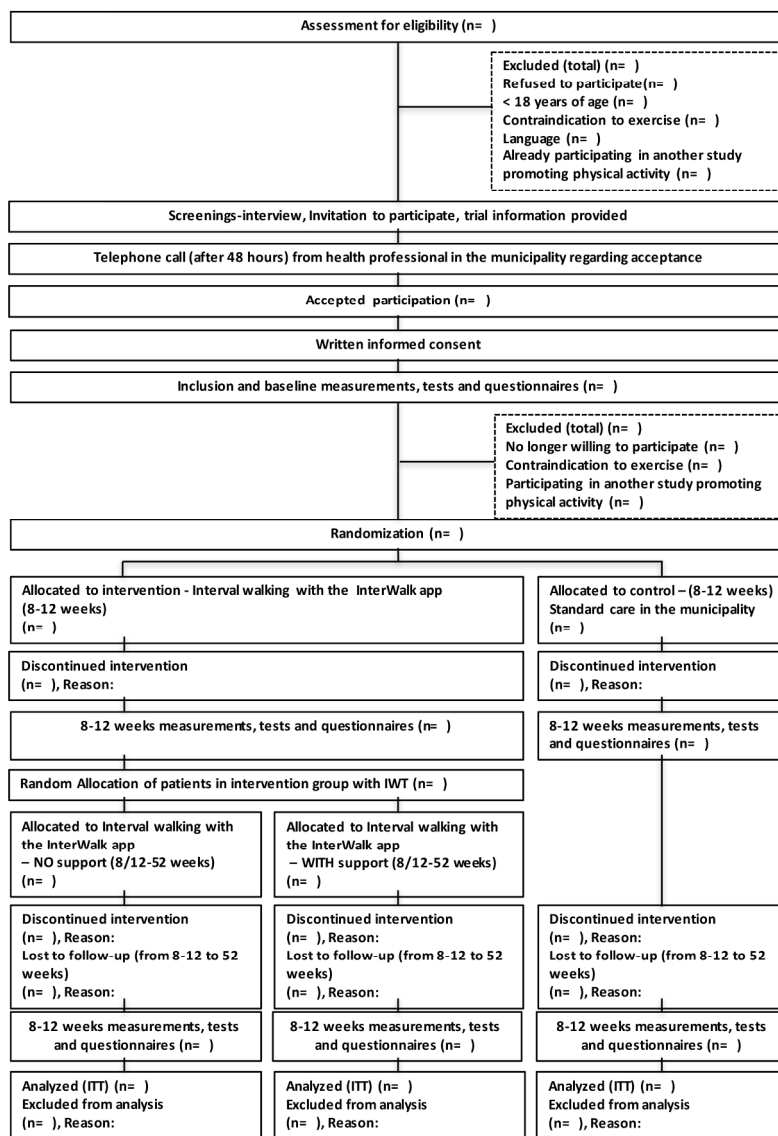 Assessment for eligibility (n=  )
Excluded (total) (n=  )
Refused to participate(n=  )
< 18 years of age (n=  )
Contraindication to exercise (n=  )
Language (n=  )
Already participating in another study
promoting physical activity (n=  )
Screenings-interview, Invitation to participate, trial information provided
Telephone call (after 48 hours) from health professional in the municipality regarding acceptance
Accepted participation (n=  )
Written informed consent
Inclusion and baseline measurements, tests and questionnaires (n=  )
Excluded (total) (n=  )
No longer willing to participate (n=  )
Contraindication to exercise (n=  )
Participating in another study promoting
physical activity (n=  )
Randomization (n=  )
Allocated to intervention - Interval walking with the InterWalk app
(8-12 weeks)
(n=  )
Allocated to control – (8-12 weeks)
Standard care in the municipality
(n=  )
Discontinued intervention
(n=  ), Reason:
Discontinued intervention
(n=  ), Reason:
8-12 weeks measurements, tests and questionnaires (n=  )
8-12 weeks measurements, tests
and questionnaires (n=  )
Random Allocation of patients in intervention group with IWT (n=  )
Allocated to Interval walking with
the InterWalk app
– NO support (8/12-52 weeks)
(n=  )
Allocated to Interval walking with
the InterWalk app
– WITH support (8/12-52 weeks)
(n=  )
Discontinued intervention
(n=  ), Reason:
Lost to follow-up (from 8-12 to 52
weeks)
(n=  ), Reason:
Discontinued intervention
(n=  ), Reason:
Lost to follow-up (from 8-12 to 52
weeks)
(n=  ), Reason:
Discontinued intervention
(n=  ), Reason:
Lost to follow-up (from 8-12 to 52
weeks)
(n=  ), Reason:
8-12 weeks measurements, tests
and questionnaires (n=  )
8-12 weeks measurements, tests
and questionnaires (n=  )
8-12 weeks measurements, tests
and questionnaires (n=  )
Analyzed (ITT) (n=  )
Excluded from analysis
(n=  ), Reason:
Analyzed (ITT) (n=  )
Excluded from analysis
(n=  ), Reason:
Analyzed (ITT) (n=  )
Excluded from analysis
(n=  ), Reason: